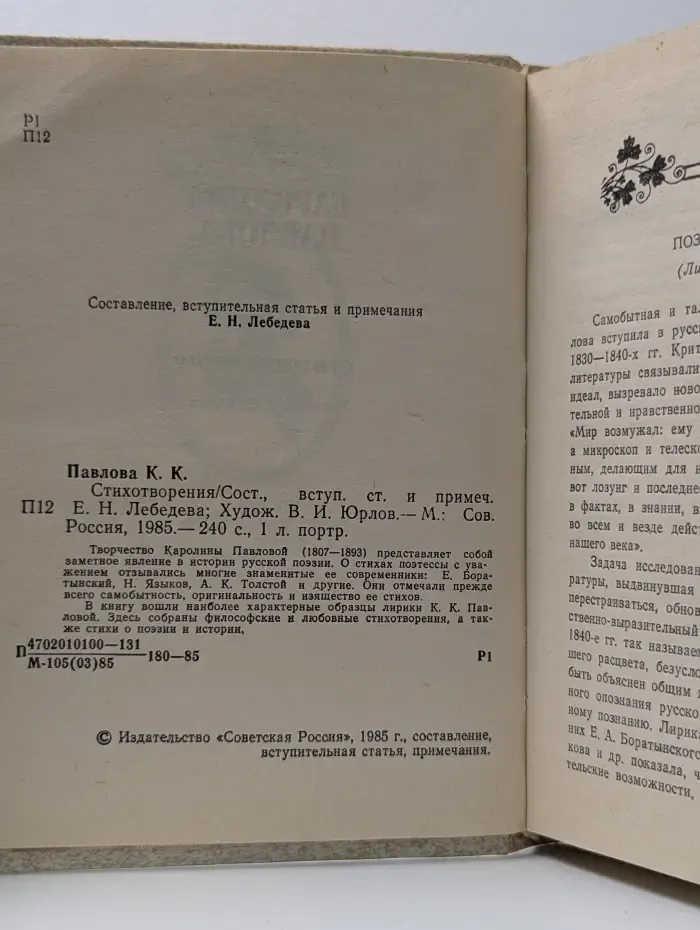 Р1
П12
Составление, вступительная статья и примечания
Е. Н. Лебедева
Павлова К. К.
Стихотворения/Сост., вступ. ст. и примеч.
П12 Е. Н. Лебедева; Худож. В. И. Юрлов.— М.: Сов.
Россия, 1985.— 240 с., 1 л. портр.
Творчество Каролины Павловой (1807—1893) представляет собой
заметное явление в истории русской поэзии. О стихах поэтессы с ува-
жением отзывались многие знаменитые ее современники: Е. Бора-
тынский, Н. Языков, А. К. Толстой и другие. Они отмечали прежде
всего самобытность, оригинальность и изящество ее стихов.
В книгу вошли наиболее характерные образцы лирики К. К. Пав-
ловой. Здесь собраны философские и любовные стихотворения, а так-
же стихи о поэзии и истории,
П 4702010100—131
М-105(03)85 180—85 Р1
© Издательство «Советская Россия», 1985 г., составление,
вступительная статья, примечания.
ПОЗ
(Ли
Самобытная и та
лова вступила в русс
1830—1840-х гг. Крит
литературы связывали
идеал, вызревало ново
тельной и нравственно
«Мир возмужал: ему
а микроскоп и телеско
ным, делающим для н
вот лозунг и последнее
в фактах, в знании, в
во всем и везде дейс
нашего века».
Задача исследован
ратуры, выдвинувшая
перестраиваться, обнов
ственно-выразительный
1840-е гг. так называем
шего расцвета, безусло
быть объяснен общим
ного опознания русско
ному познанию. Лирик
них Е. А. Боратынского
кова и др. показала, ч
тельские возможности,